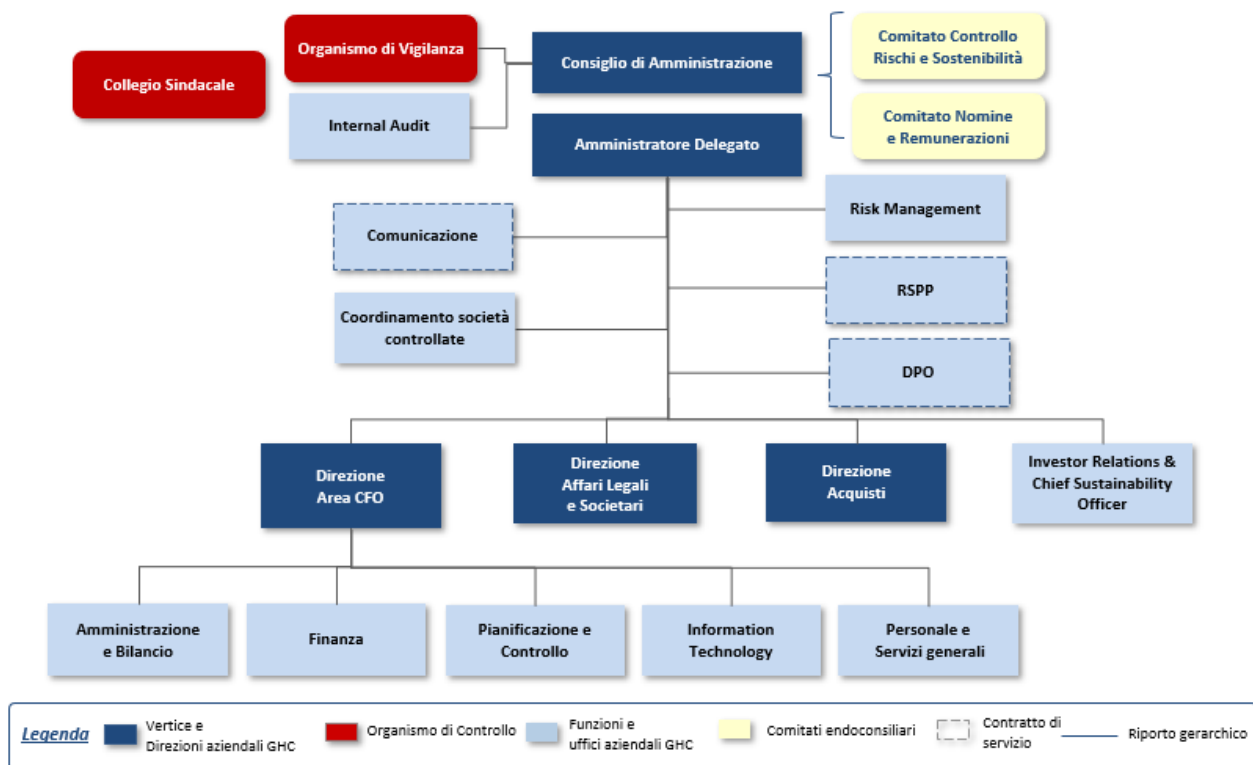 Organismo di Vigilanza
Consiglio di Amministrazione
Comitato Controllo
Rischi e Sostenibilità
Collegio Sindacale
Internal Audit
Comitato Nomine
e Remunerazioni
Amministratore Delegato
Comunicazione
Risk Management
RSPP
Coordinamento società
controllate
DPO
Direzione
Area CFO
Direzione
Affari Legali
e Societari
Direzione
Acquisti
Investor Relations &
Chief Sustainability
Officer
Amministrazione
e Bilancio
Finanza
Pianificazione e
Controllo
Information
Technology
Personale e
Servizi generali
Legenda
Vertice e
Direzioni aziendali GHC
Organismo di Controllo
Funzioni e
uffici aziendali GHC
Comitati endoconsiliari
Contratto di
servizio
Riporto gerarchico